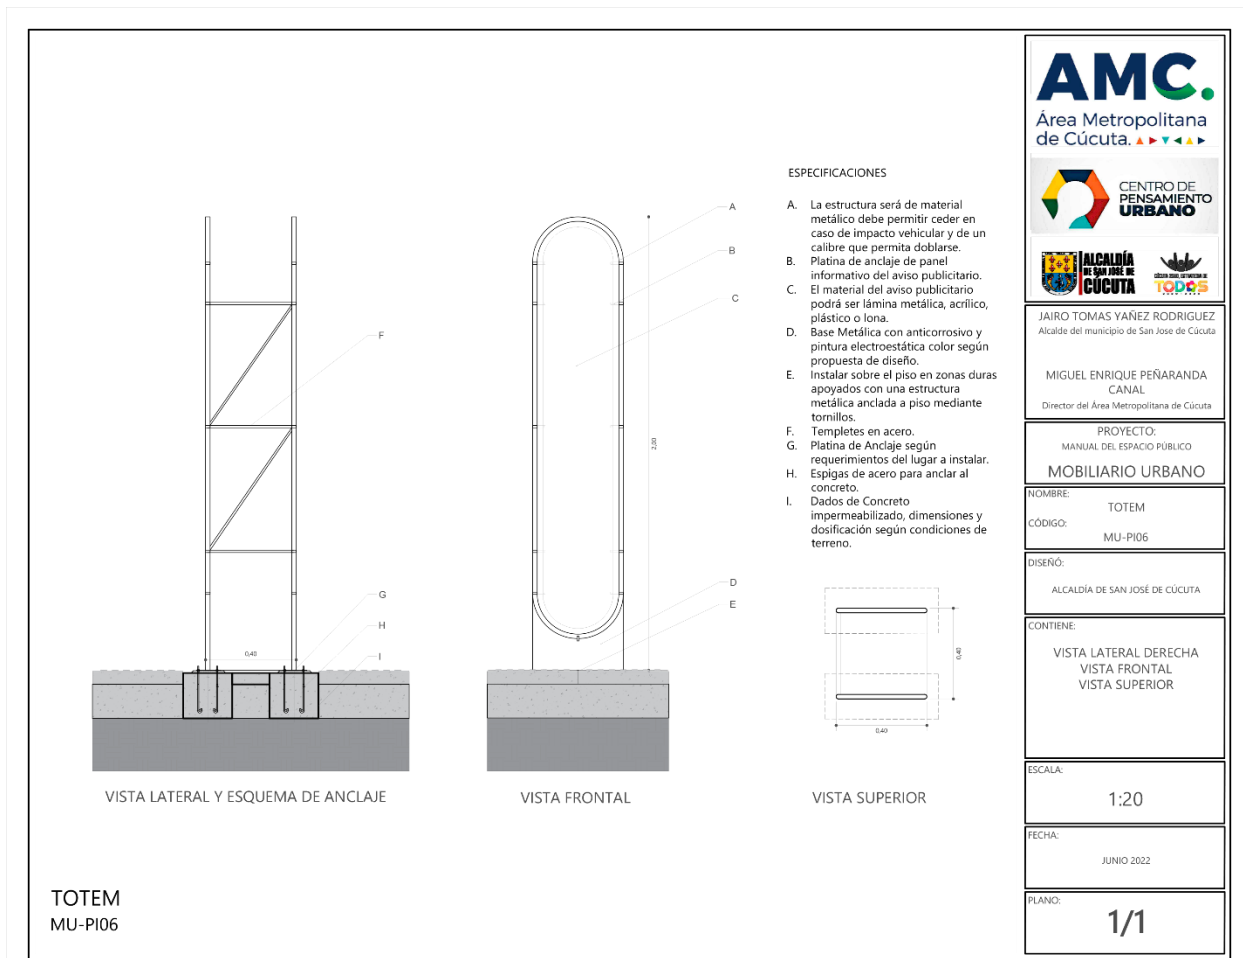 ESPECIFICACIONES
A. La estructura será de material
metálico debe permitir ceder en
caso de impacto vehicular y de un
calibre que permita doblarse.
B. Platina de anclaje de panel
informativo del aviso publicitario.
C. El material del aviso publicitario
podrá ser lámina metálica, acrílico,
plástico o lona.
D. Base Metálica con anticorrosivo y
pintura electroestática color según
propuesta de diseño.
E. Instalar sobre el piso en zonas duras
apoyados con una estructura
metálica anclada a piso mediante
tornillos.
F. Templetes en acero.
G. Platina de Anclaje según
requerimientos del lugar a instalar.
H. Espigas de acero para anclar al
concreto.
I. Dados de Concreto
impermeabilizado, dimensiones y
dosificación según condiciones de
terreno.
F
G
H
I
0,40
VISTA LATERAL Y ESQUEMA DE ANCLAJE
A
B
C
2,00
D
E
VISTA FRONTAL
0,40
0,40
VISTA SUPERIOR
TOTEM
MU-PI06
AMC.
Área Metropolitana
de Cúcuta.
CENTRO DE
PENSAMIENTO
URBANO
ALCALDÍA
DE SAN JOSÉ DE
CÚCUTA
TODOS
JAIRO TOMAS YAÑEZ RODRIGUEZ
Alcalde del municipio de San Jose de Cúcuta
MIGUEL ENRIQUE PEÑARANDA
CANAL
Director del Área Metropolitana de Cúcuta
PROYECTO:
MANUAL DEL ESPACIO PÚBLICO
MOBILIARIO URBANO
NOMBRE:
TOTEM
CÓDIGO:
MU-PI06
DISEÑÓ:
ALCALDÍA DE SAN JOSÉ DE CÚCUTA
CONTIENE:
VISTA LATERAL DERECHA
VISTA FRONTAL
VISTA SUPERIOR
ESCALA:
1:20
FECHA:
JUNIO 2022
PLANO:
1/1